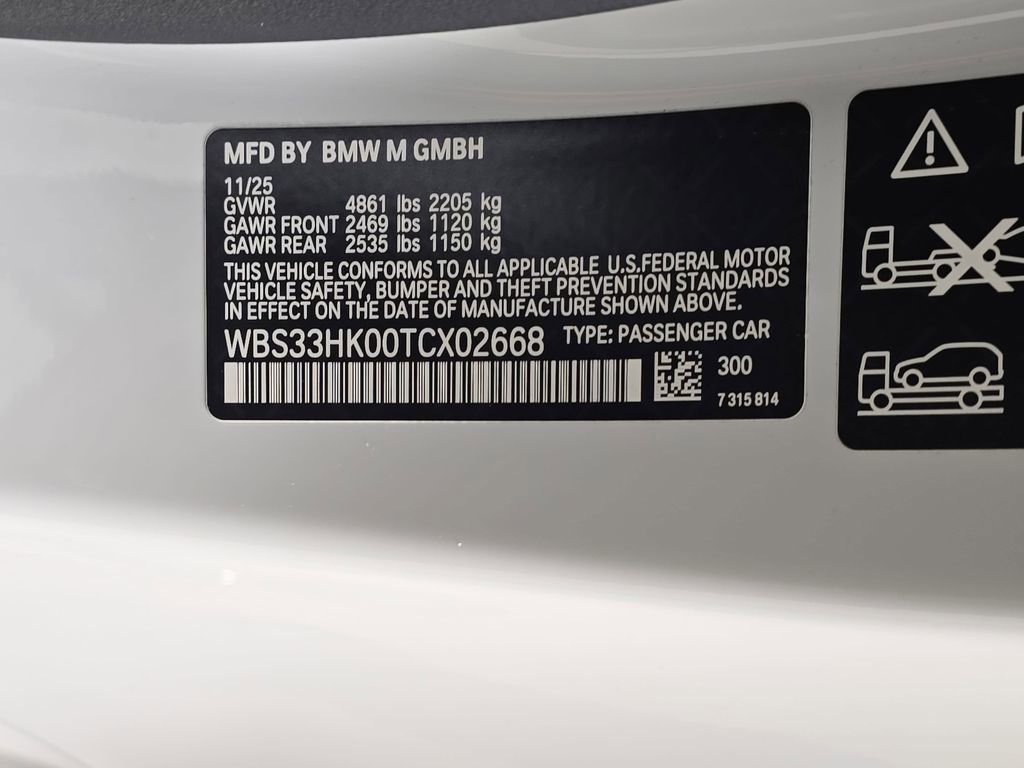 MFD BY BMW M GMBH
11/25
GVWR 4861 lbs 2205 kg
GAWR FRONT 2469 lbs 1120 kg
GAWR REAR 2535 lbs 1150 kg
THIS VEHICLE CONFORMS TO ALL APPLICABLE U.S.FEDERAL MOTOR
VEHICLE SAFETY, BUMPER AND THEFT PREVENTION STANDARDS
IN EFFECT ON THE DATE OF MANUFACTURE SHOWN ABOVE.
WBS33HK00TCX02668 TYPE: PASSENGER CAR
300
7 315 814